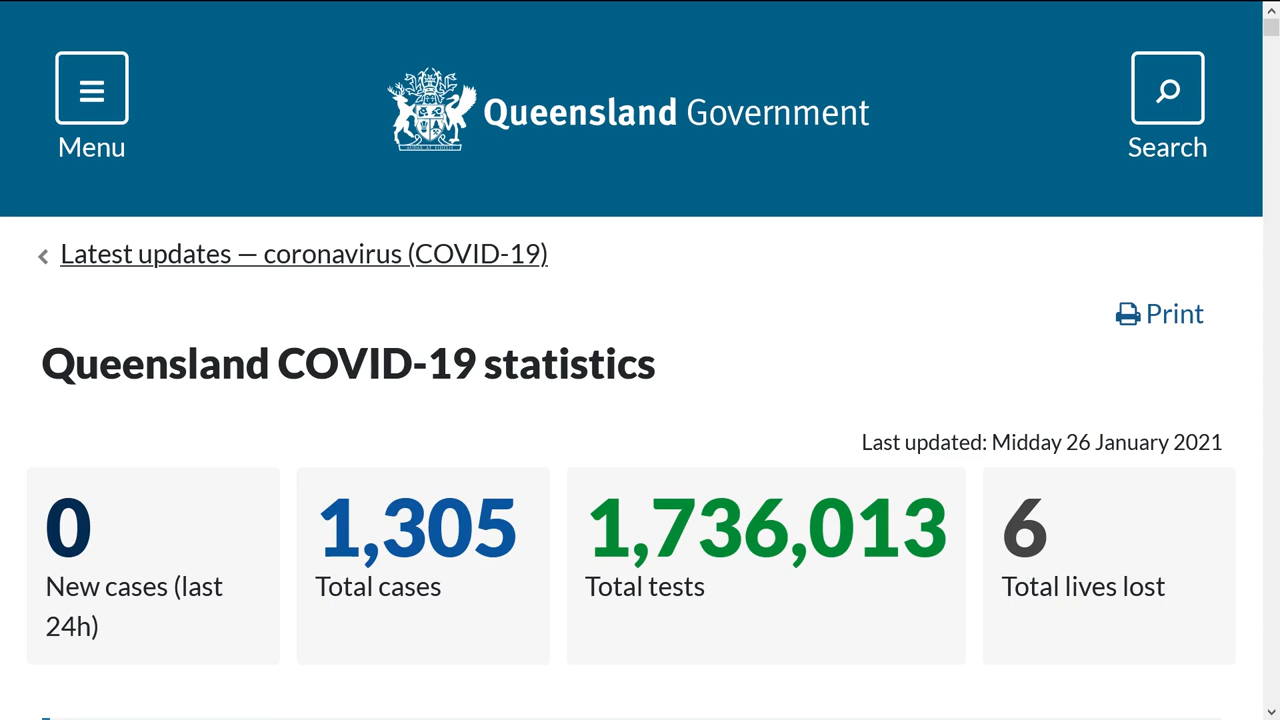 Menu
Queensland Government
Search
Latest updates — coronavirus (COVID-19)
Print
Queensland COVID-19 statistics
Last updated: Midday 26 January 2021
0
New cases (last
24h)
1,305
Total cases
1,736,013
Total tests
6
Total lives lost